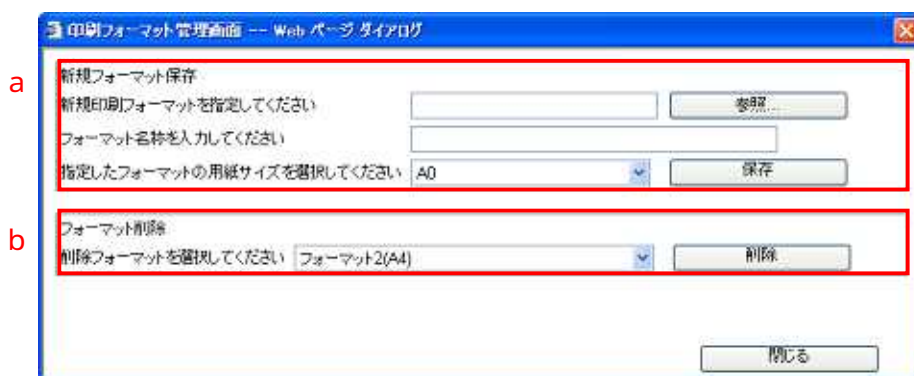 印刷フォーマット管理画面 -- Web ページ ダイアログ
a
新規フォーマット保存
新規印刷フォーマットを指定してください 参照...
フォーマット名称を入力してください
指定したフォーマットの用紙サイズを選択してください A0 保存
b
フォーマット削除
削除フォーマットを選択してください フォーマット2(A4) 削除
閉じる